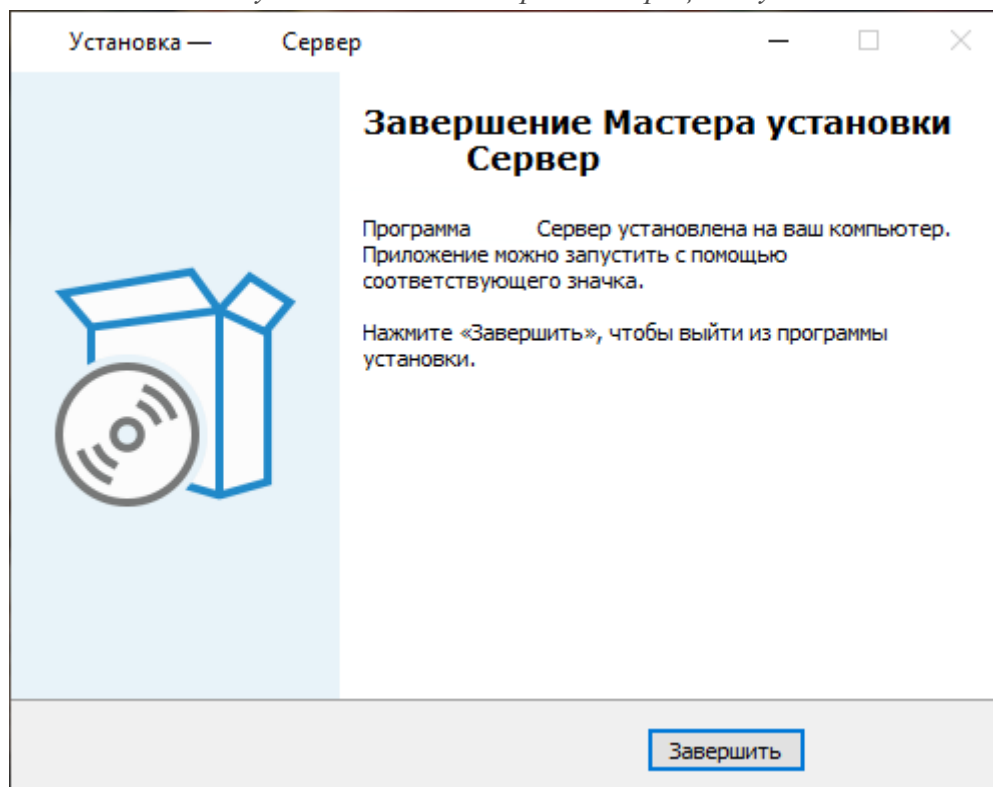 Установка — Сервер
Завершение Мастера установки
Сервер
Программа Сервер установлена на ваш компьютер.
Приложение можно запустить с помощью
соответствующего значка.
Нажмите «Завершить», чтобы выйти из программы
установки.
Завершить